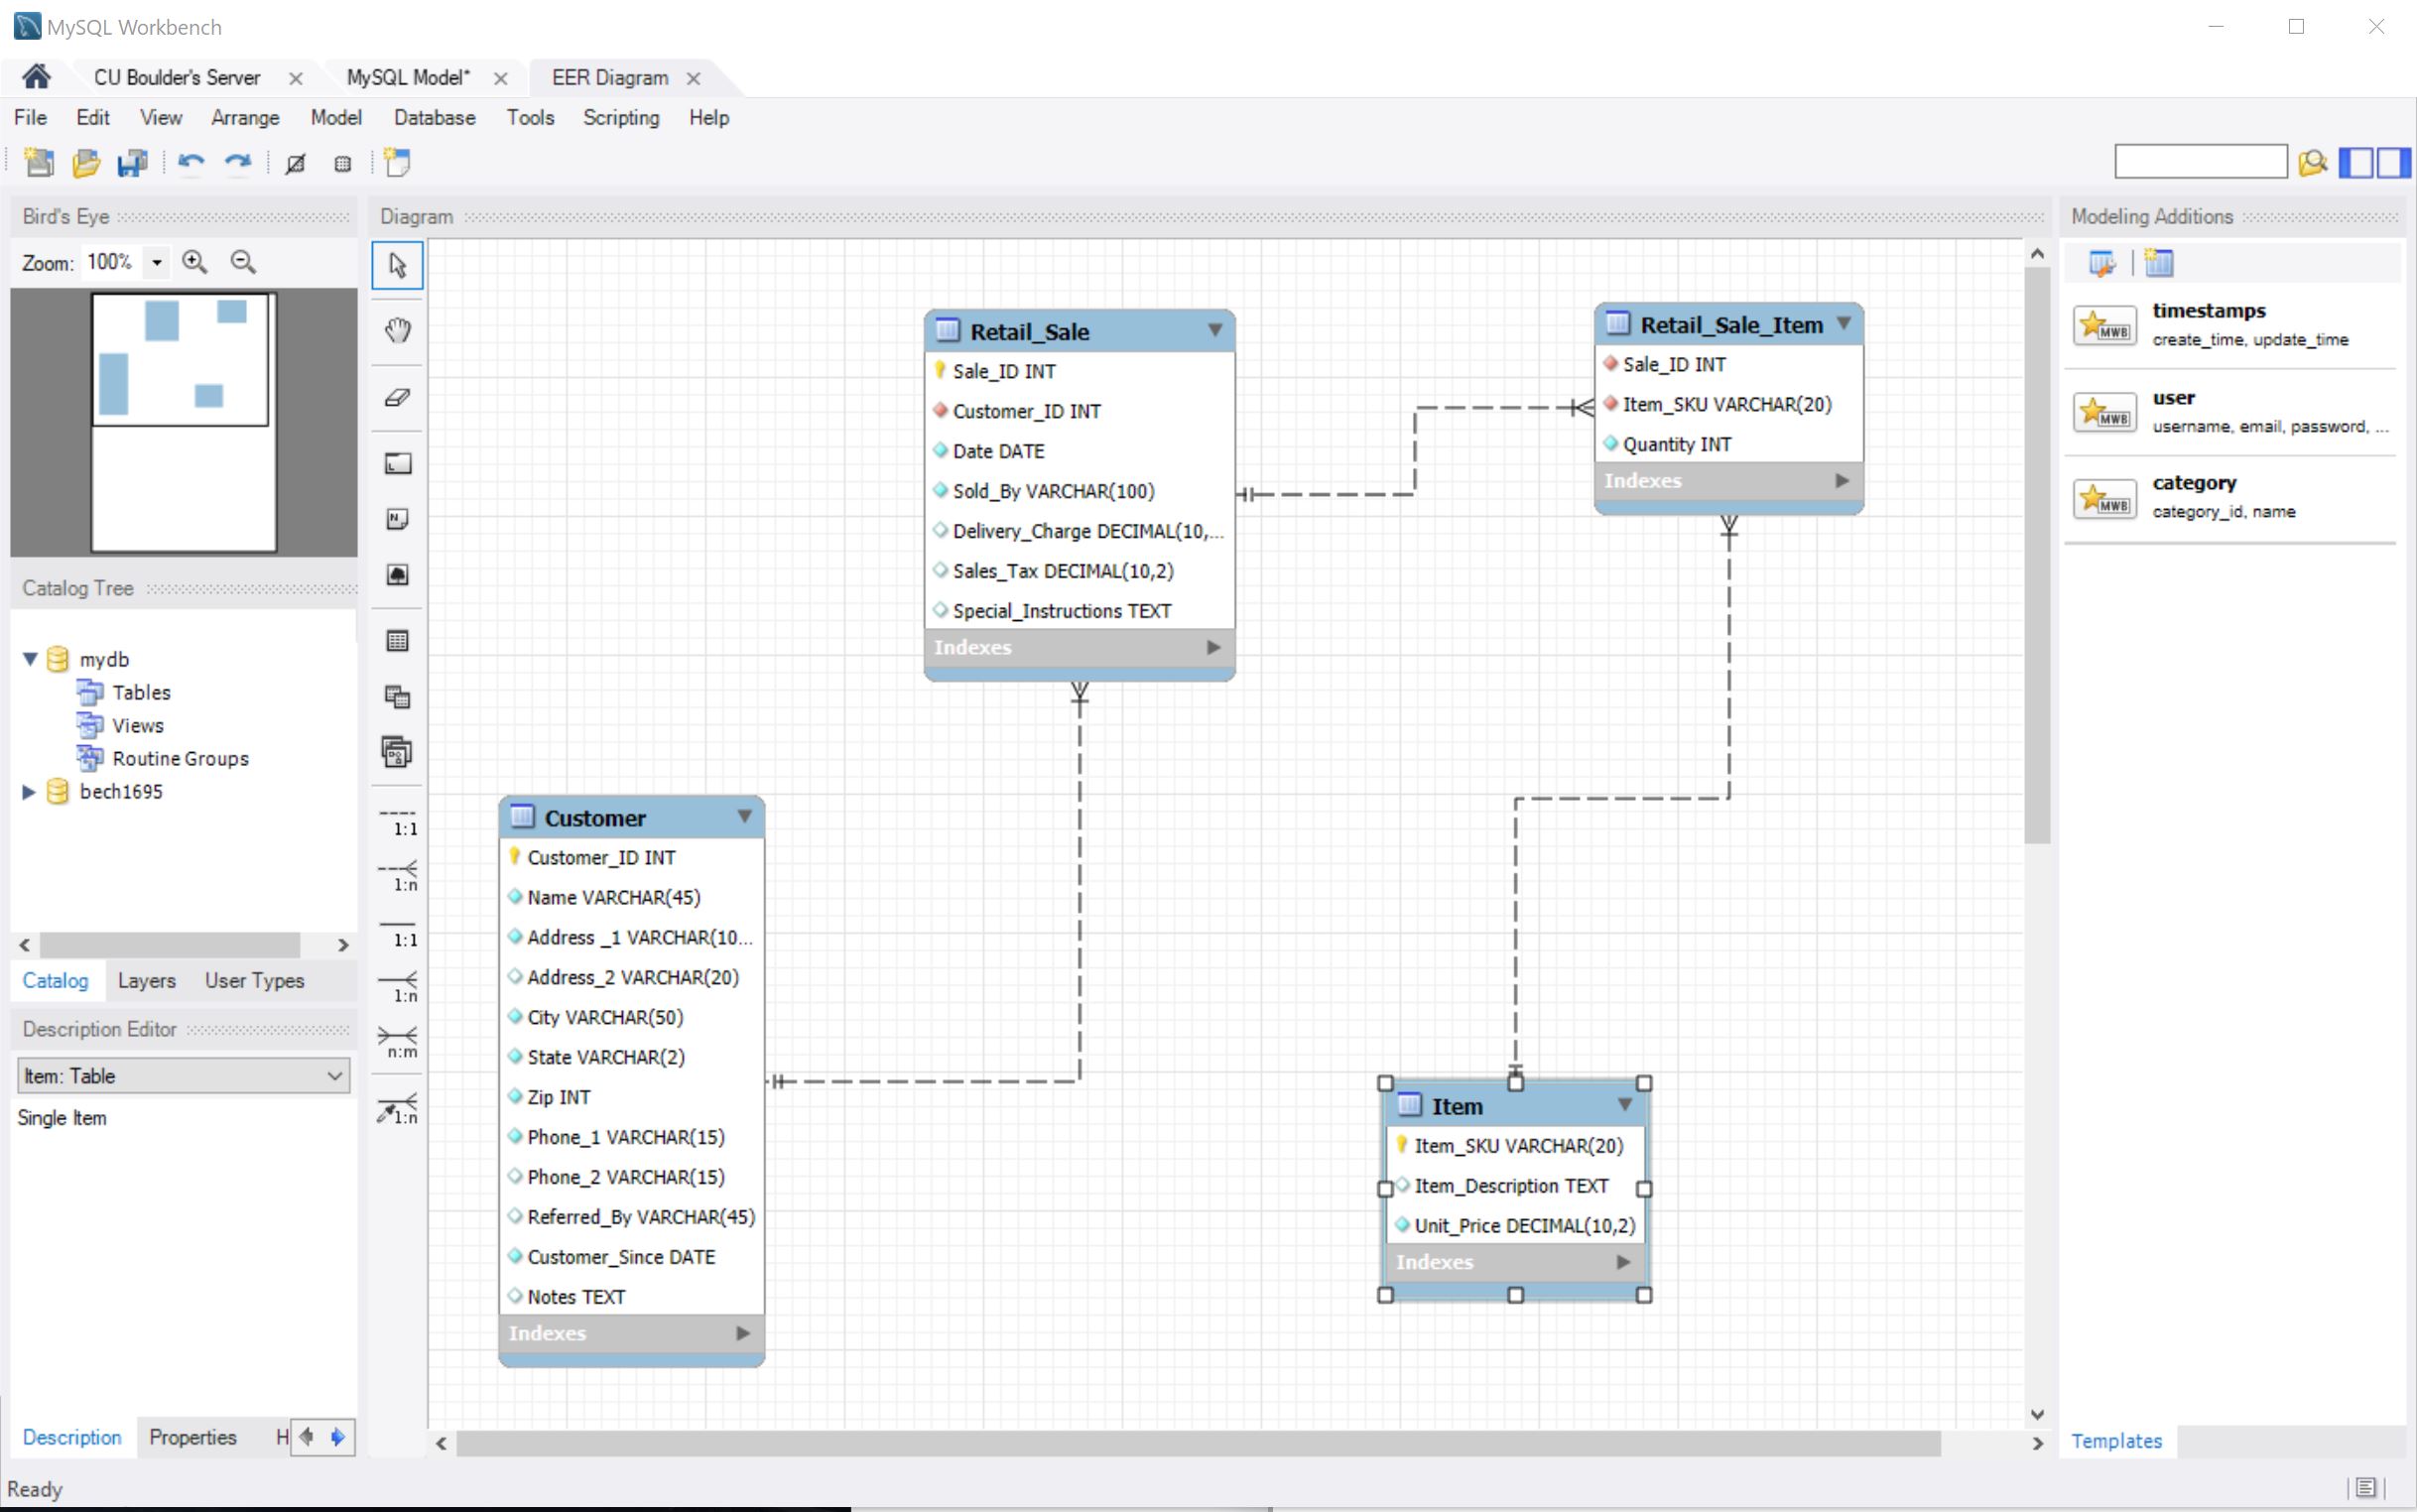 MySQL Workbench
CU Boulder's Server
MySQL Model*
EER Diagram
File Edit View Arrange Model Database Tools Scripting Help
Bird's Eye
Zoom: 100%
Catalog Tree
mydb
Tables
Views
Routine Groups
bech1695
Catalog Layers User Types
Description Editor
Item: Table
Single Item
Description Properties H
Diagram
N
1:1
1:n
1:1
1:n
n:m
1:n
Retail_Sale
Sale_ID INT
Customer_ID INT
Date DATE
Sold_By VARCHAR(100)
Delivery_Charge DECIMAL(10,...
Sales_Tax DECIMAL(10,2)
Special_Instructions TEXT
Indexes
Retail_Sale_Item
Sale_ID INT
Item_SKU VARCHAR(20)
Quantity INT
Indexes
Customer
Customer_ID INT
Name VARCHAR(45)
Address _1 VARCHAR(10...
Address_2 VARCHAR(20)
City VARCHAR(50)
State VARCHAR(2)
Zip INT
Phone_1 VARCHAR(15)
Phone_2 VARCHAR(15)
Referred_By VARCHAR(45)
Customer_Since DATE
Notes TEXT
Indexes
Item
Item_SKU VARCHAR(20)
Item_Description TEXT
Unit_Price DECIMAL(10,2)
Indexes
Modeling Additions
MWB
timestamps
create_time, update_time
MWB
user
username, email, password, ...
MWB
category
category_id, name
Templates
Ready